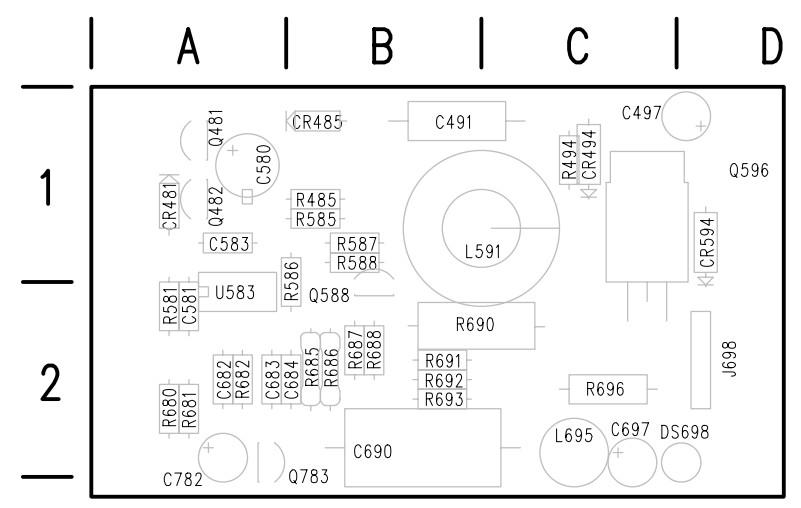 A B C D
1
2
Q481
CR485
C491
C497
C580
R494
CR494
Q596
CR481
Q482
R485
R585
C583
R587
R588
L591
CR594
R586
U583
Q588
R581
C581
R690
R687
R688
R685
R686
R691
R692
R693
J698
C682
R682
C683
C684
R680
R681
R696
C690
L695
C697
DS698
C782
Q783